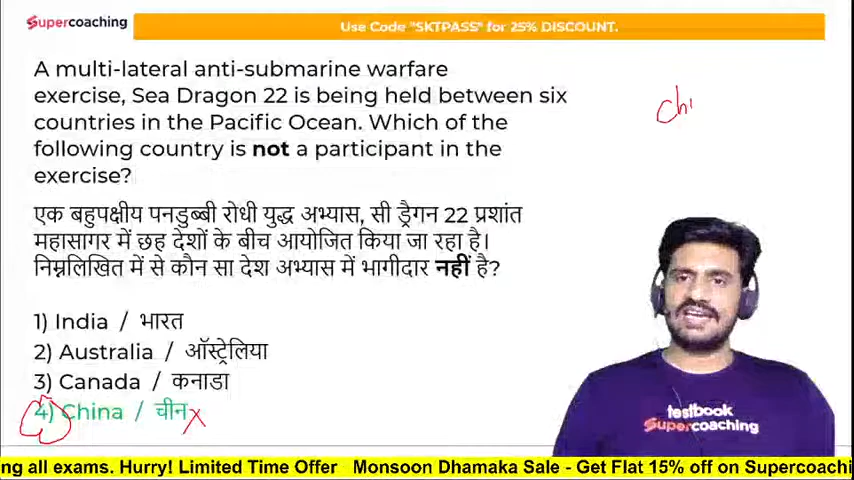 Supercoaching
Use Code "SKTPASS" for 25% DISCOUNT.
A multi-lateral anti-submarine warfare
exercise, Sea Dragon 22 is being held between six
countries in the Pacific Ocean. Which of the
following country is not a participant in the
exercise?
chi
एक बहुपक्षीय पनडुब्बी रोधी युद्ध अभ्यास, सी ड्रैगन 22 प्रशांत
महासागर में छह देशों के बीच आयोजित किया जा रहा है।
निम्नलिखित में से कौन सा देश अभ्यास में भागीदार नहीं है?
1) India / भारत
2) Australia / ऑस्ट्रेलिया
3) Canada / कनाडा
4) China / चीन x
testbook
Supercoaching
ng all exams. Hurry! Limited Time Offer Monsoon Dhamaka Sale - Get Flat 15% off on Supercoachi